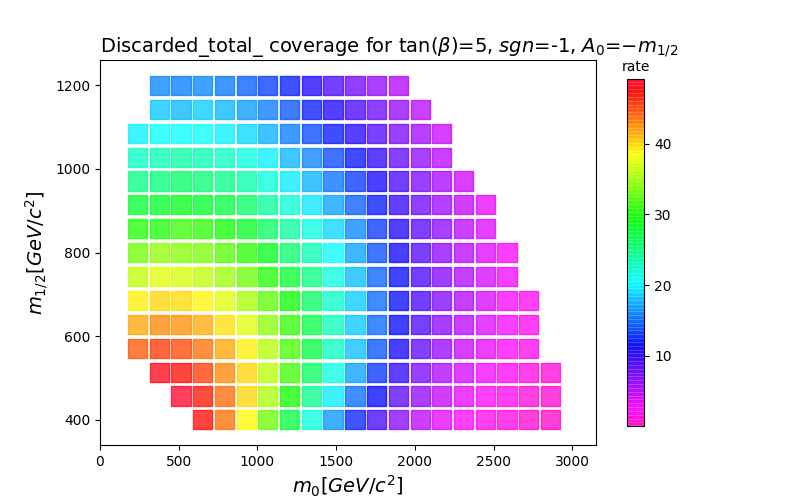 Discarded_total_ coverage for tan(β)=5, sgn=-1, A₀=−m₁/₂
rate
1200
1000
800
600
400
40
30
20
10
m₁/₂[GeV/c²]
0 500 1000 1500 2000 2500 3000
m₀[GeV/c²]